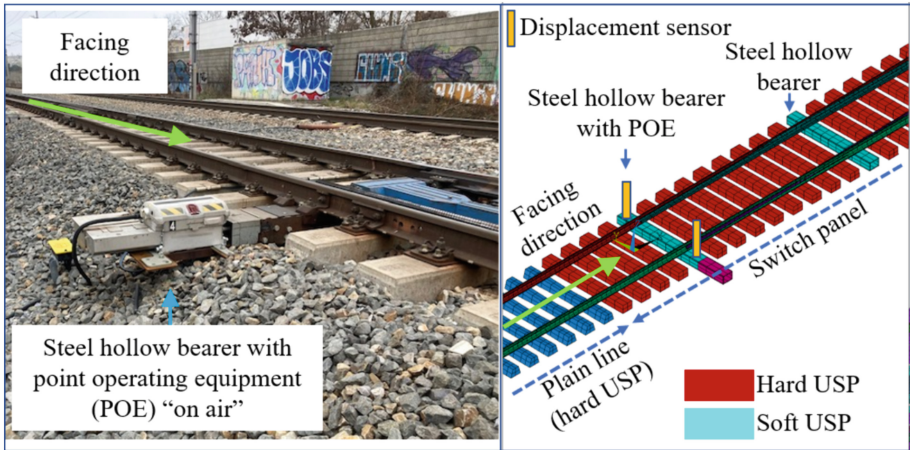 Facing
direction
JOBS
4
Steel hollow bearer with
point operating equipment
(POE) “on air”
Displacement sensor
Steel hollow
bearer
Steel hollow bearer
with POE
Facing
direction
Switch panel
Plain line
(hard USP)
Hard USP
Soft USP